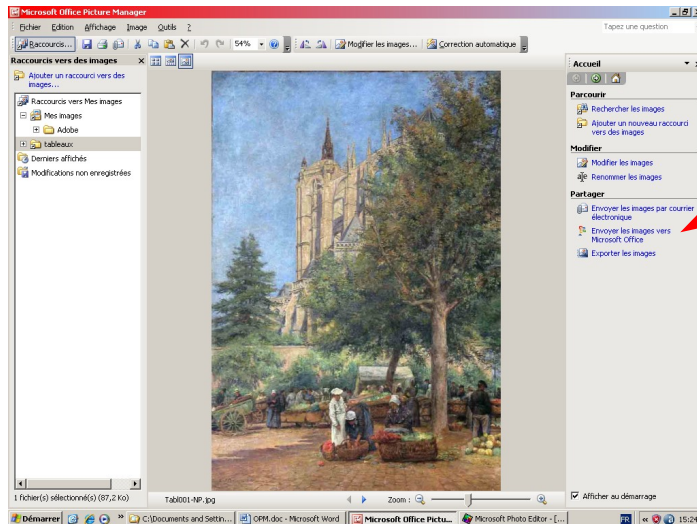 Microsoft Office Picture Manager
Fichier Edition Affichage Image Outils ?
Tapez une question
Raccourcis... 54% Modifier les images... Correction automatique
Raccourcis vers des images
Ajouter un raccourci vers des
images...
Raccourcis vers Mes images
Mes images
Adobe
tableaux
Derniers affichés
Modifications non enregistrées
Accueil
Parcourir
Rechercher les images
Ajouter un nouveau raccourci
vers des images
Modifier
Modifier les images
Renommer les images
Partager
Envoyer les images par courrier
électronique
Envoyer les images vers
Microsoft Office
Exporter les images
1 fichier(s) sélectionné(s) (87,2 Ko)
Tabl001-NP.jpg
Zoom :
Afficher au démarrage
Démarrer
C:\Documents and Settin...
OPM.doc - Microsoft Word
Microsoft Office Pictu...
Microsoft Photo Editor - [...
FR
15:24